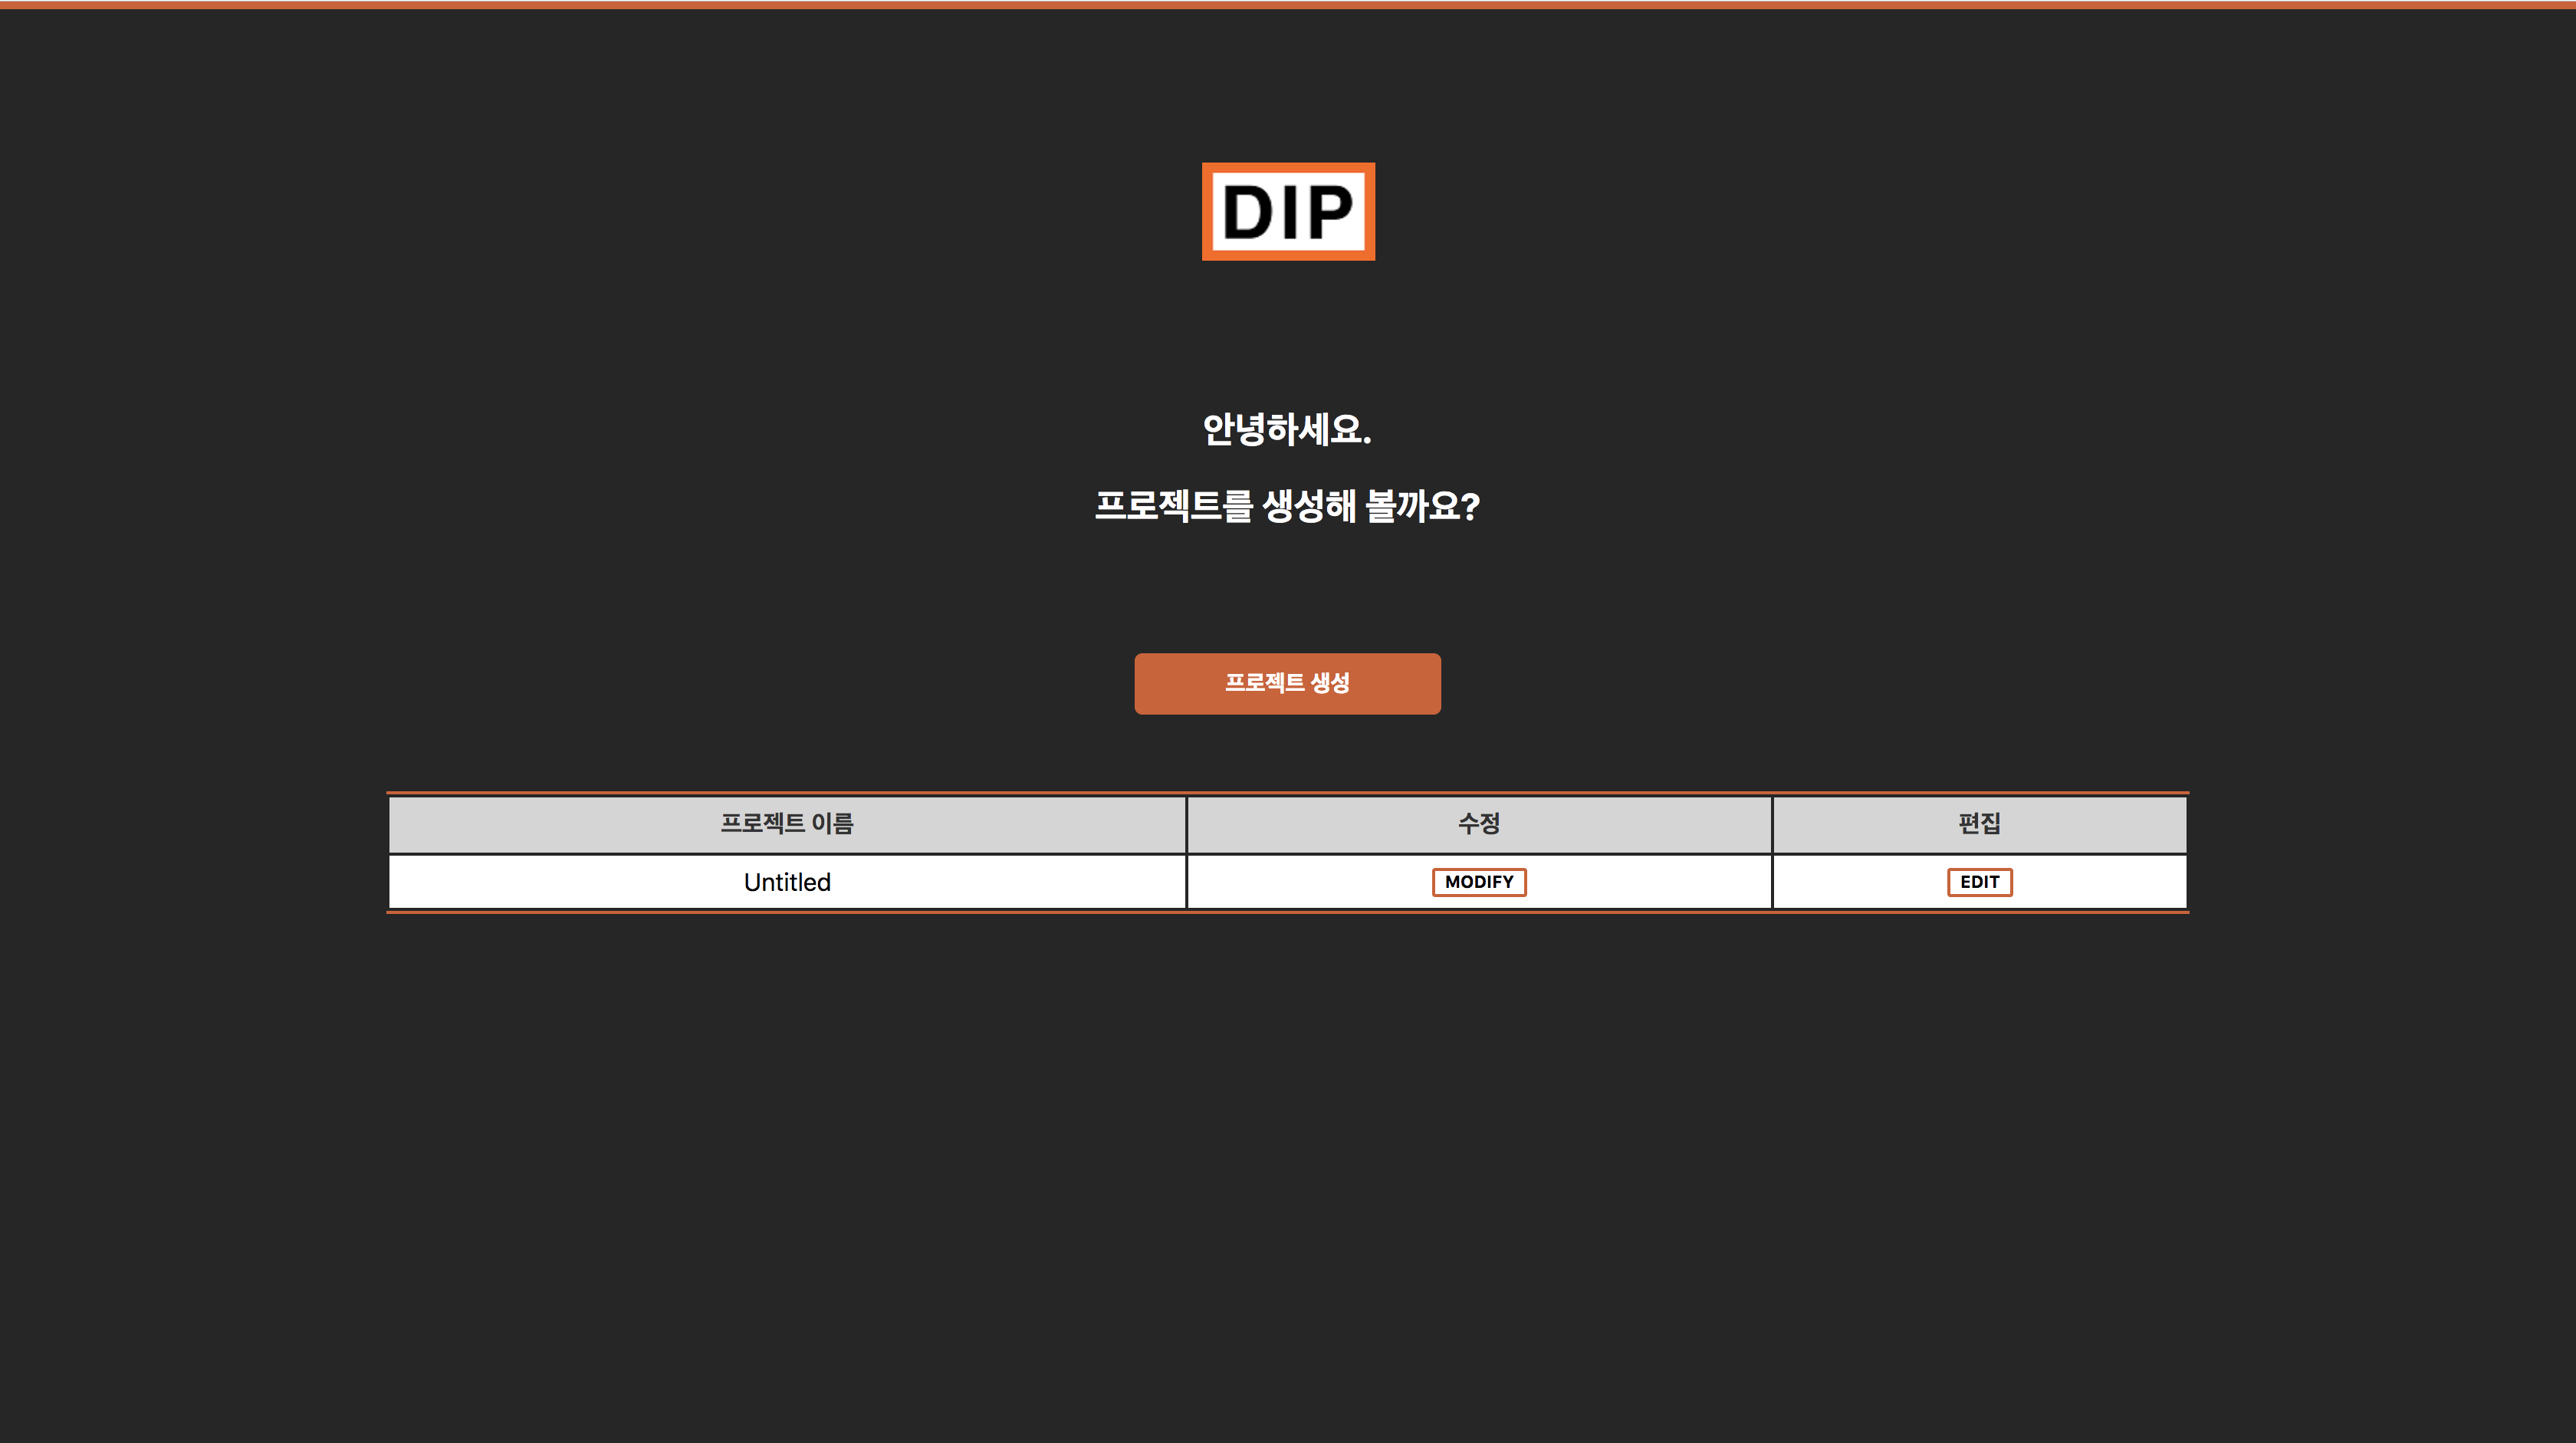 DIP
안녕하세요.
프로젝트를 생성해 볼까요?
프로젝트 생성
프로젝트 이름 수정 편집
Untitled MODIFY EDIT